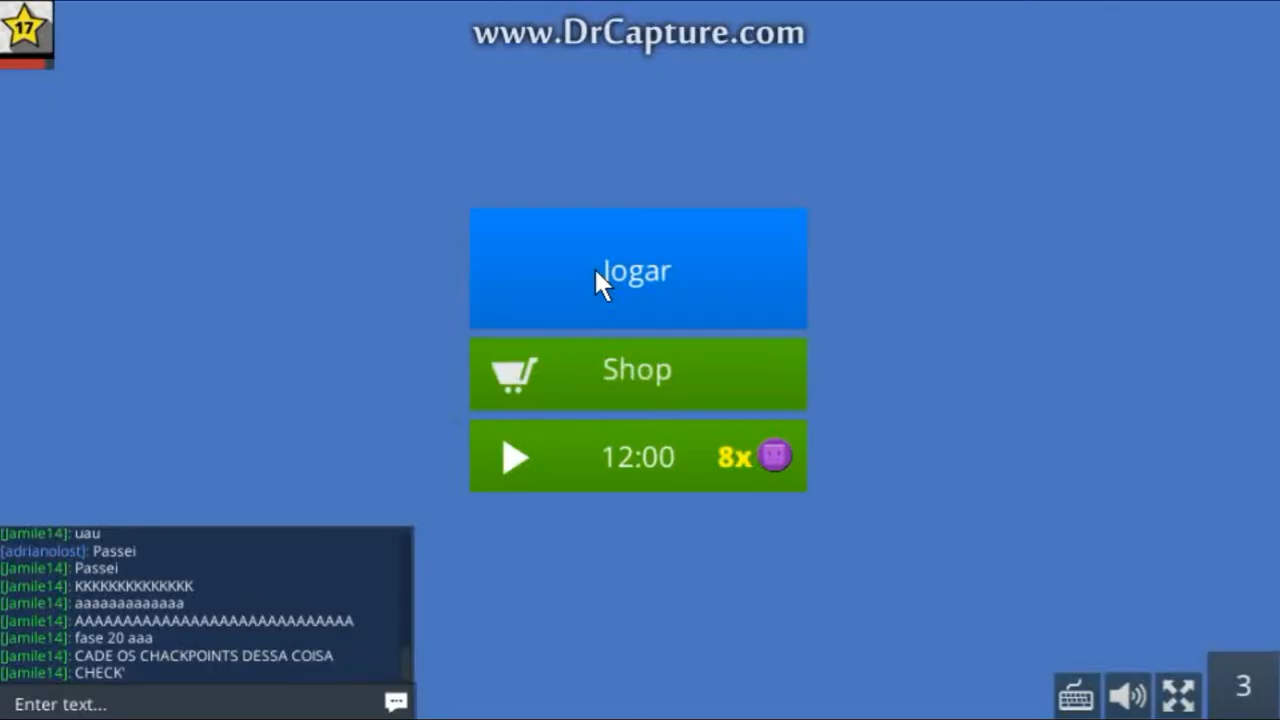 17
www.DrCapture.com
Jogar
Shop
12:00 8x
[Jamile14]: uau
[adrianolost]: Passei
[Jamile14]: Passei
[Jamile14]: KKKKKKKKKKKKKK
[Jamile14]: aaaaaaaaaaaaa
[Jamile14]: AAAAAAAAAAAAAAAAAAAAAAAAAAAA
[Jamile14]: fase 20 aaa
[Jamile14]: CADE OS CHACKPOINTS DESSA COISA
[Jamile14]: CHECK'
Enter text...
3